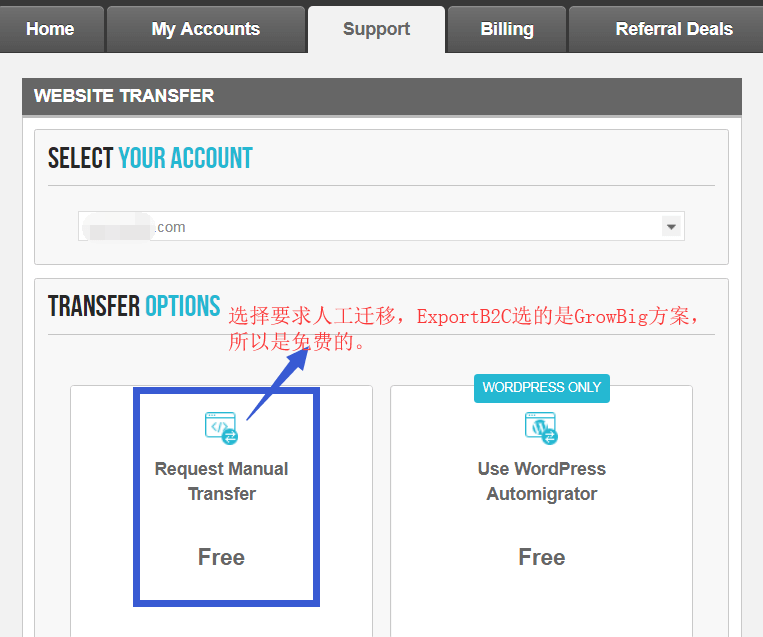 Home My Accounts Support Billing Referral Deals
WEBSITE TRANSFER
SELECT YOUR ACCOUNT
.com
TRANSFER OPTIONS
选择要求人工迁移，ExportB2C选的是GrowBig方案，
所以是免费的。
WORDPRESS ONLY
Request Manual
Transfer
Free
Use WordPress
Automigrator
Free